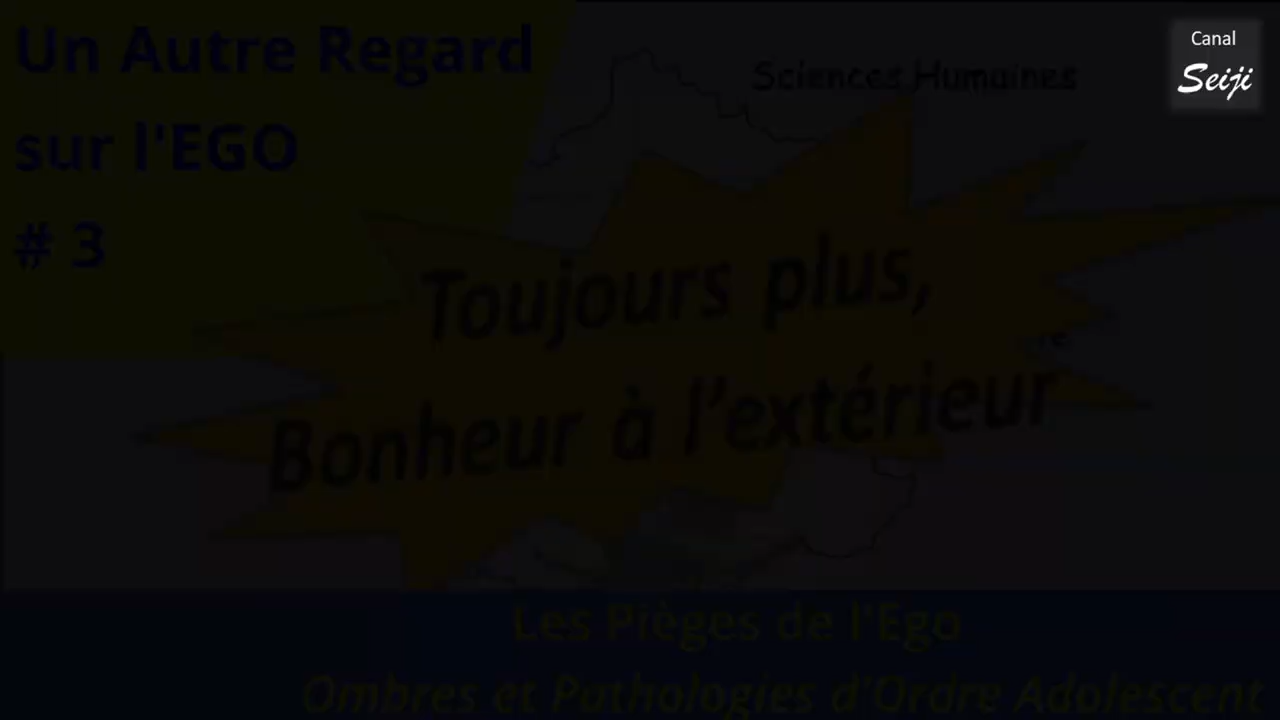 Un Autre Regard
sur l'EGO
# 3
Sciences Humaines
Canal
Seiji
Toujours plus,
Bonheur à l'extérieur
Les Pièges de l'Ego
Ombres et Pathologies d'Ordre Adolescent